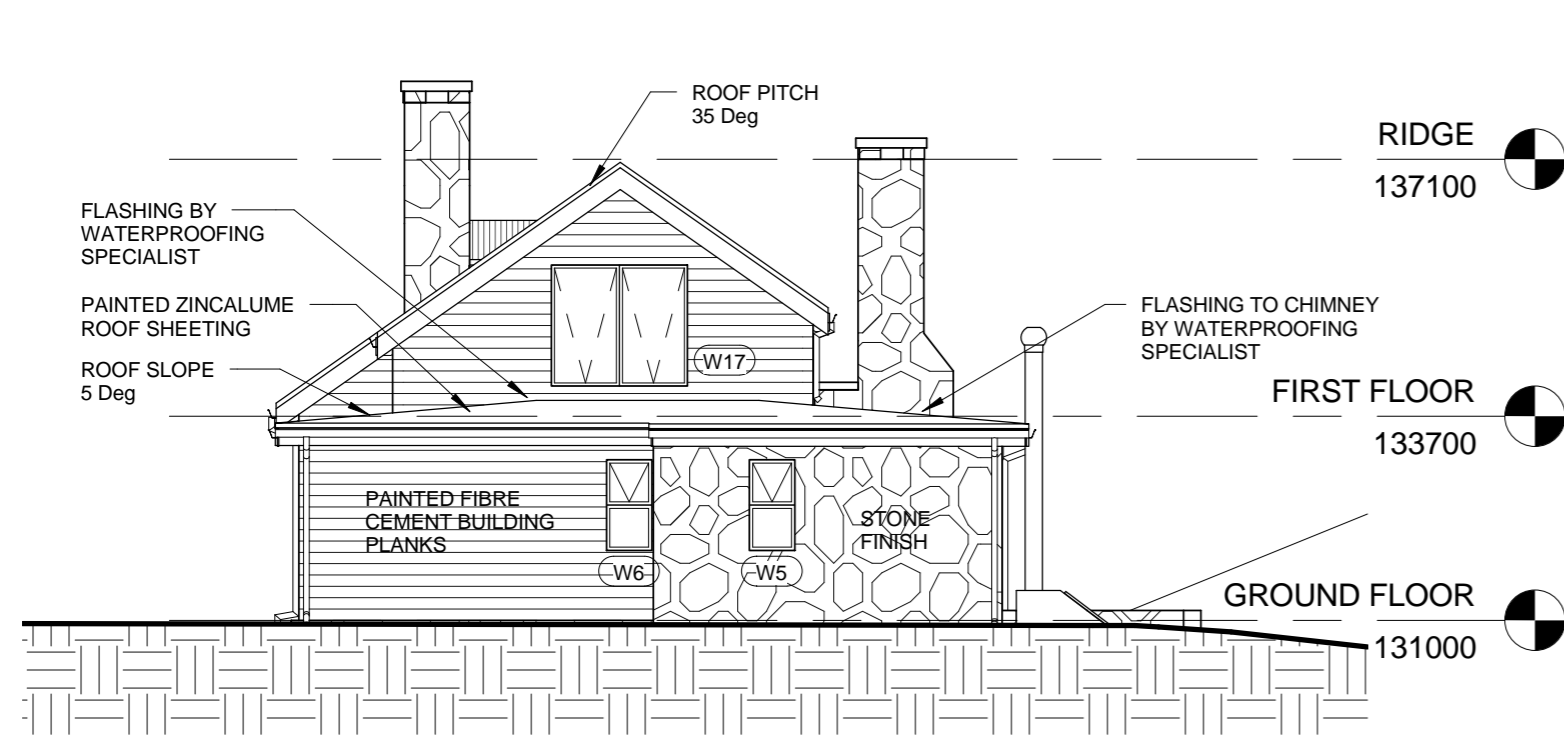 ROOF PITCH
35 Deg
RIDGE
137100
FLASHING BY
WATERPROOFING
SPECIALIST
PAINTED ZINCALUME
ROOF SHEETING
FLASHING TO CHIMNEY
BY WATERPROOFING
SPECIALIST
W17
ROOF SLOPE
5 Deg
FIRST FLOOR
133700
PAINTED FIBRE
CEMENT BUILDING
PLANKS
STONE
FINISH
W6
W5
GROUND FLOOR
131000